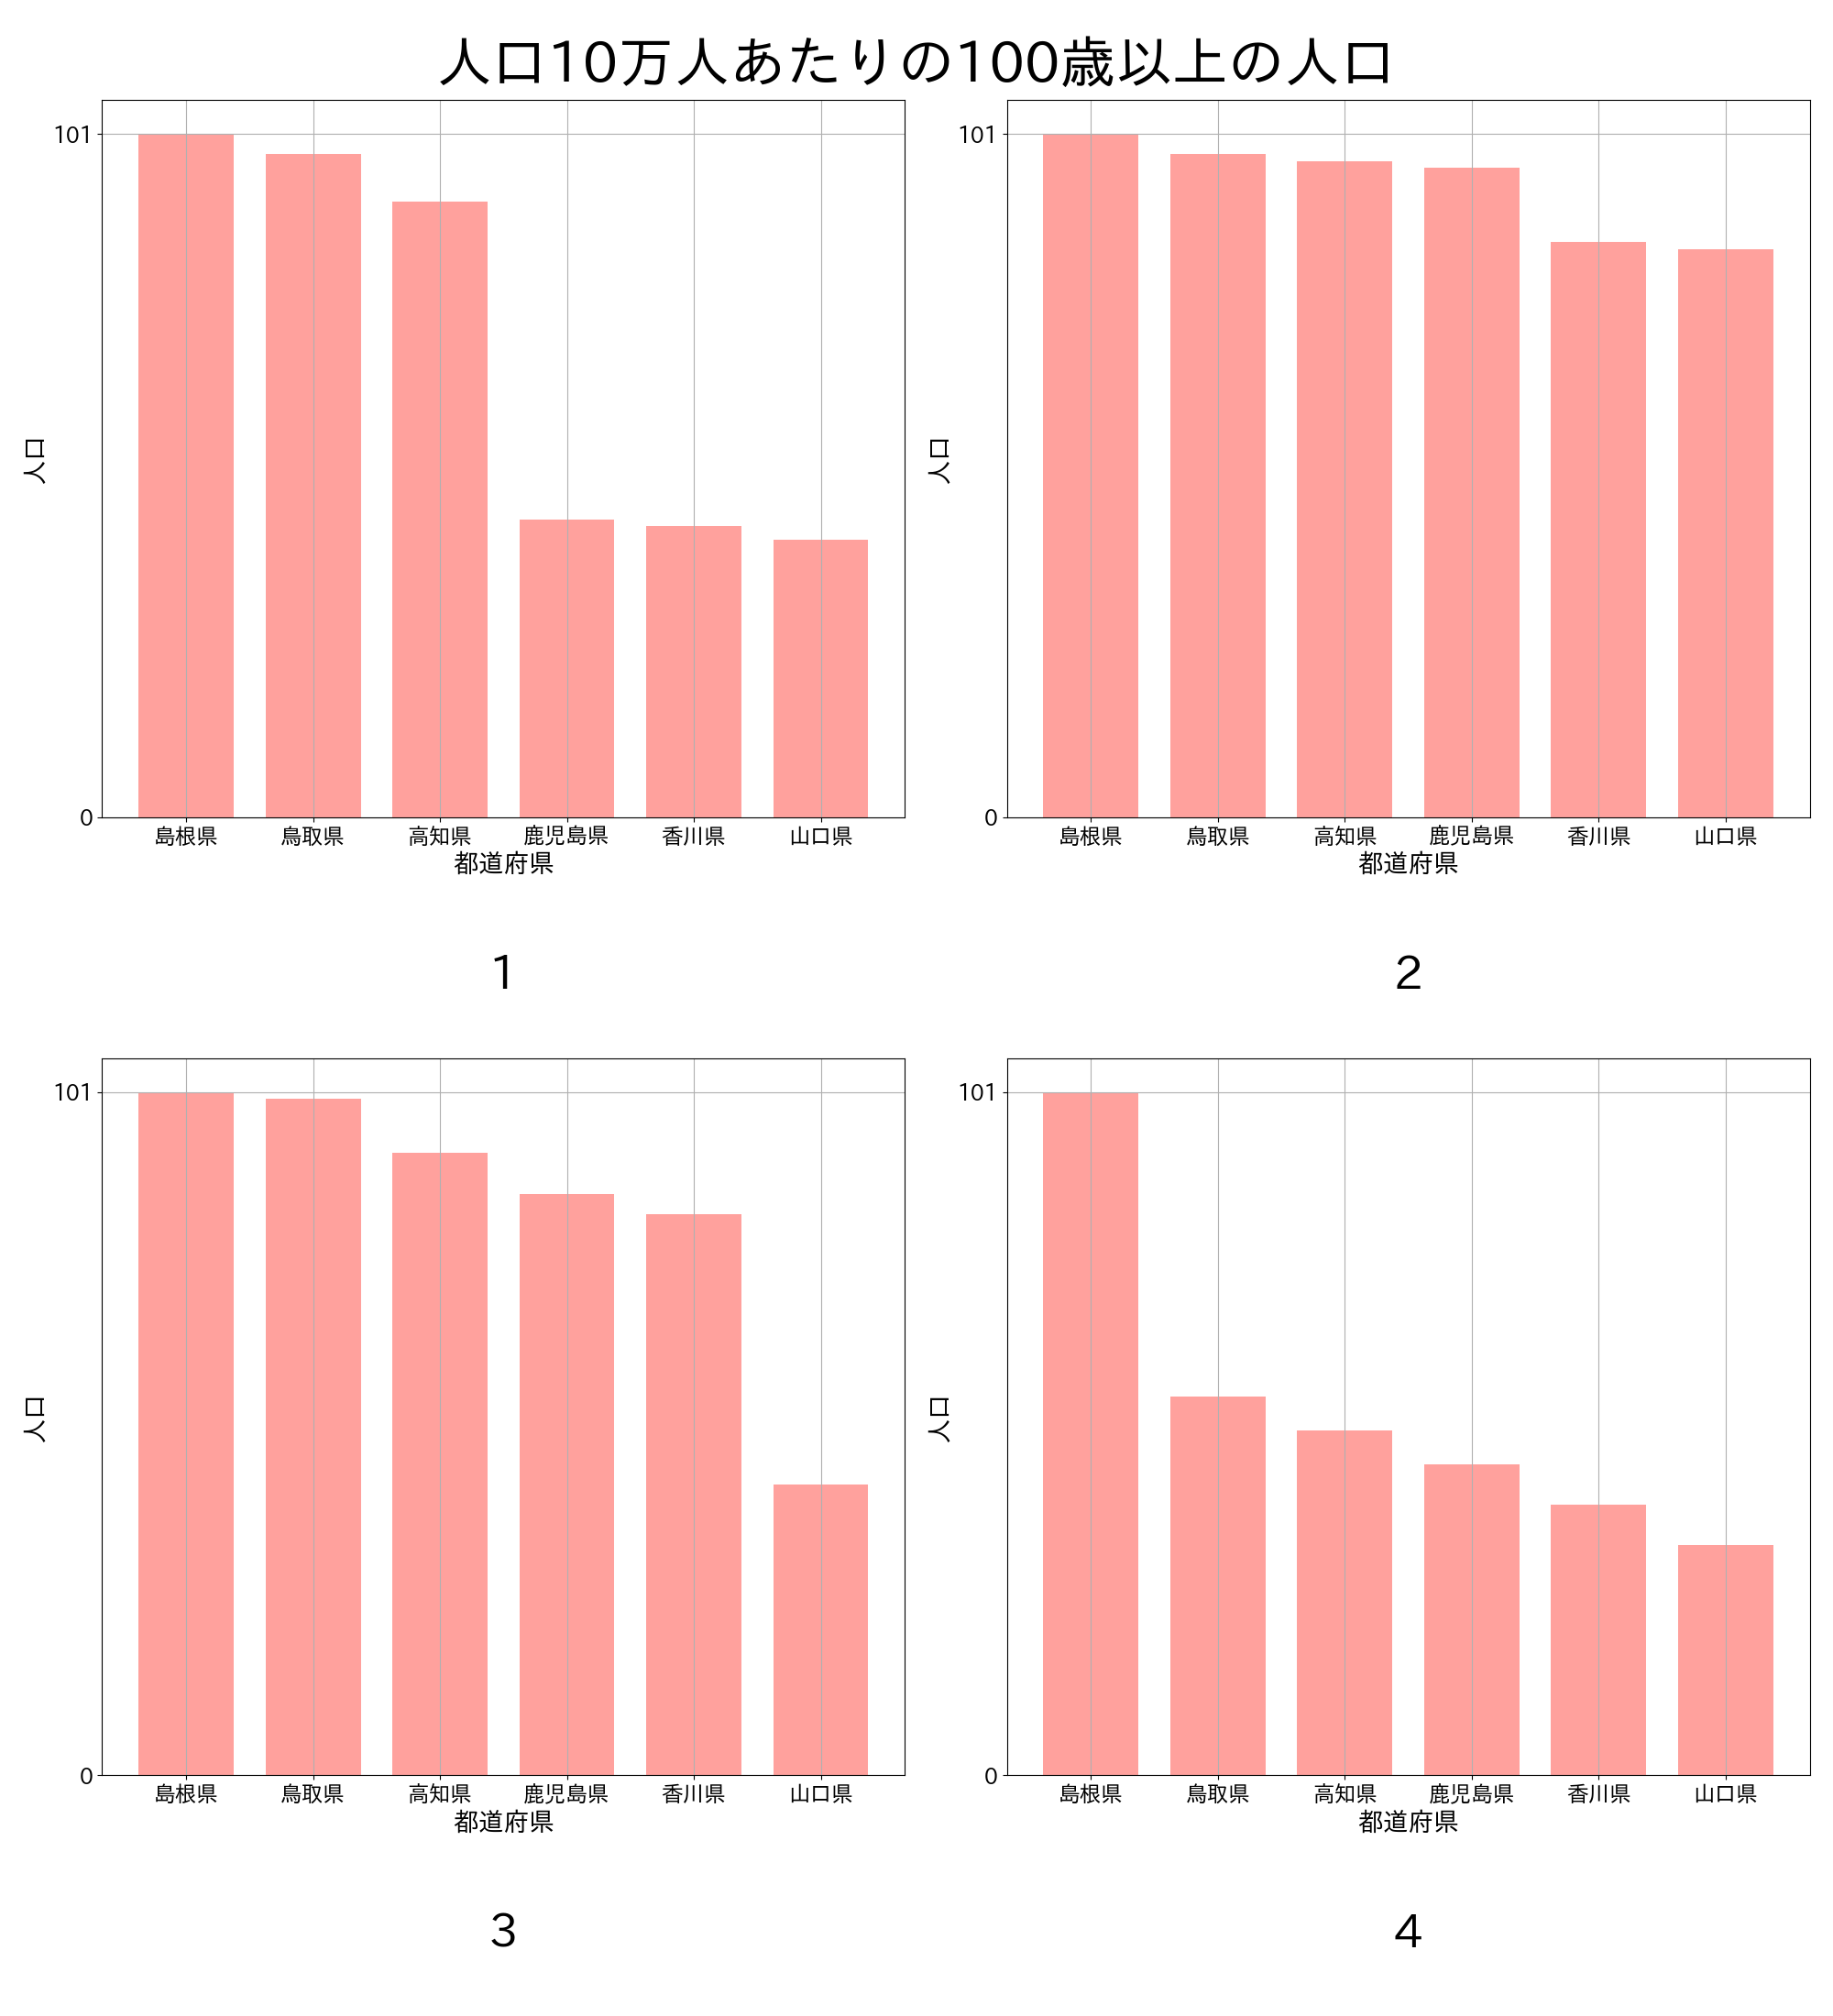 人口10万人あたりの100歳以上の人口
101
0
人口
島根県 鳥取県 高知県 鹿児島県 香川県 山口県
都道府県
1
101
0
人口
島根県 鳥取県 高知県 鹿児島県 香川県 山口県
都道府県
2
101
0
人口
島根県 鳥取県 高知県 鹿児島県 香川県 山口県
都道府県
3
101
0
人口
島根県 鳥取県 高知県 鹿児島県 香川県 山口県
都道府県
4